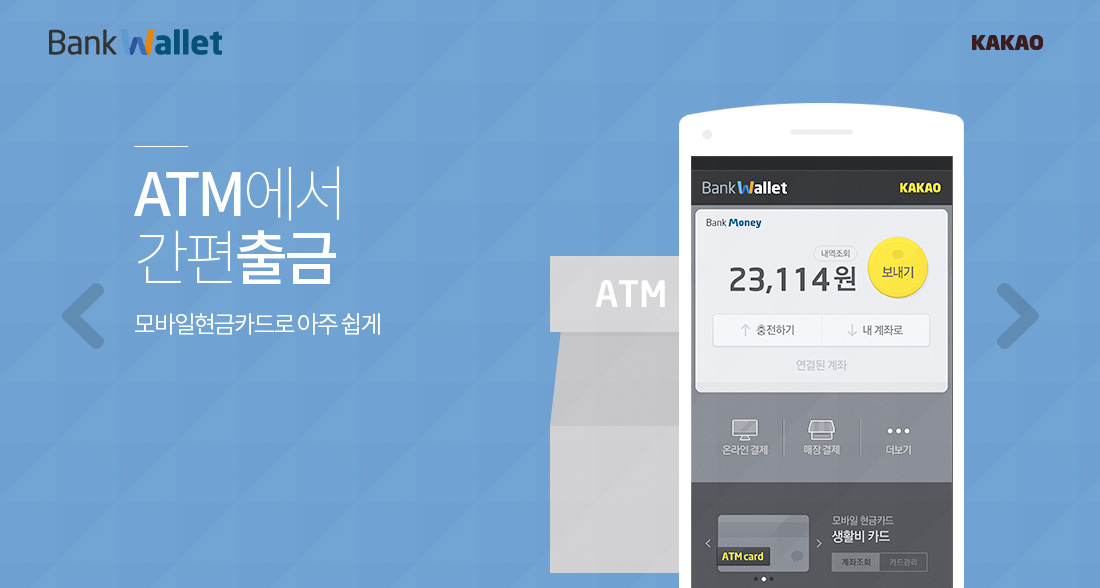 Bank Wallet
KAKAO
ATM에서
간편출금
모바일현금카드로 아주 쉽게
ATM
Bank Wallet
KAKAO
Bank Money
내역조회
23,114원
보내기
충전하기
내 계좌로
연결된 계좌
온라인 결제
매장 결제
더보기
ATM card
모바일 현금카드
생활비 카드
계좌조회
카드관리